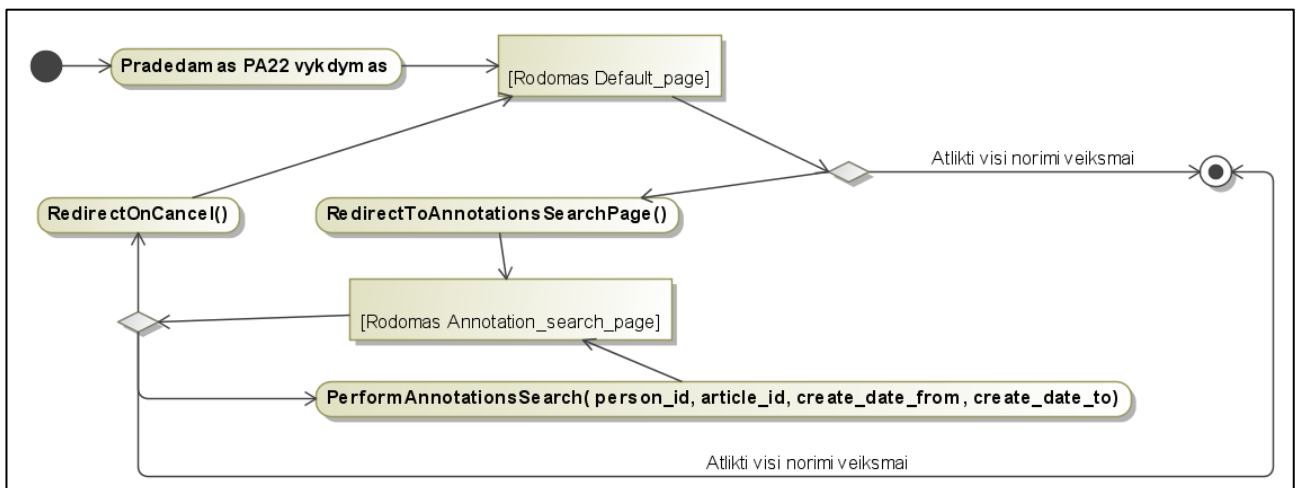 Pradedamas PA22 vykdymas
[Rodomas Default_page]
Atlikti visi norimi veiksmai
RedirectOnCancel()
RedirectToAnnotationsSearchPage()
[Rodomas Annotation_search_page]
PerformAnnotationsSearch( person_id, article_id, create_date_from, create_date_to)
Atlikti visi norimi veiksmai